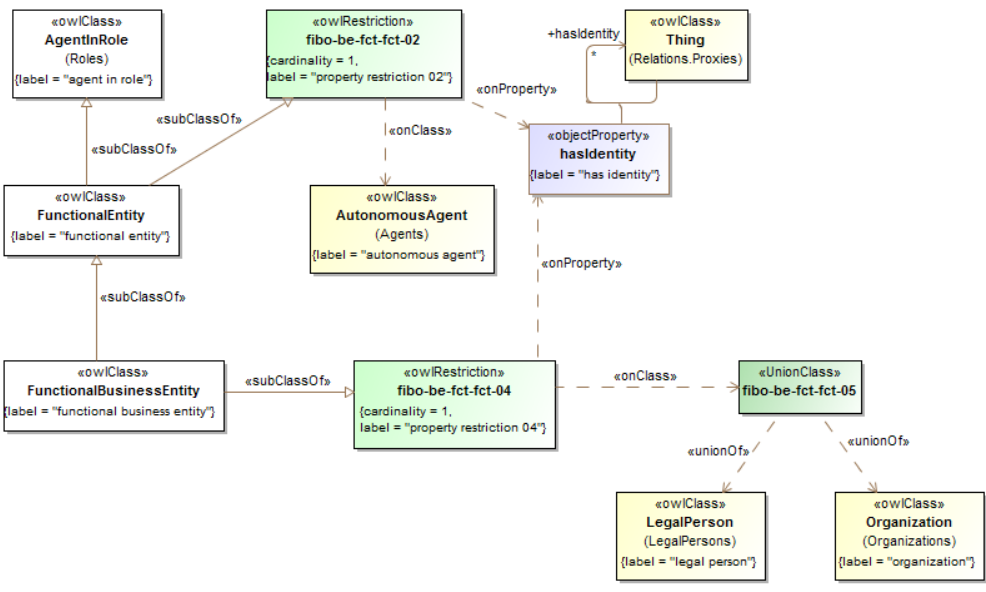 «owlClass»
AgentInRole
(Roles)
{label = "agent in role"}
«owlRestriction»
fibo-be-fct-fct-02
{cardinality = 1,
label = "property restriction 02"}
+hasIdentity
*
«owlClass»
Thing
(Relations.Proxies)
«onProperty»
«subClassOf»
«onClass»
«subClassOf»
«objectProperty»
hasIdentity
{label = "has identity"}
«owlClass»
FunctionalEntity
{label = "functional entity"}
«owlClass»
AutonomousAgent
(Agents)
{label = "autonomous agent"}
«onProperty»
«subClassOf»
«owlClass»
FunctionalBusinessEntity
{label = "functional business entity"}
«subClassOf»
«owlRestriction»
fibo-be-fct-fct-04
{cardinality = 1,
label = "property restriction 04"}
«onClass»
«UnionClass»
fibo-be-fct-fct-05
«unionOf»
«unionOf»
«owlClass»
LegalPerson
(LegalPersons)
{label = "legal person"}
«owlClass»
Organization
(Organizations)
{label = "organization"}